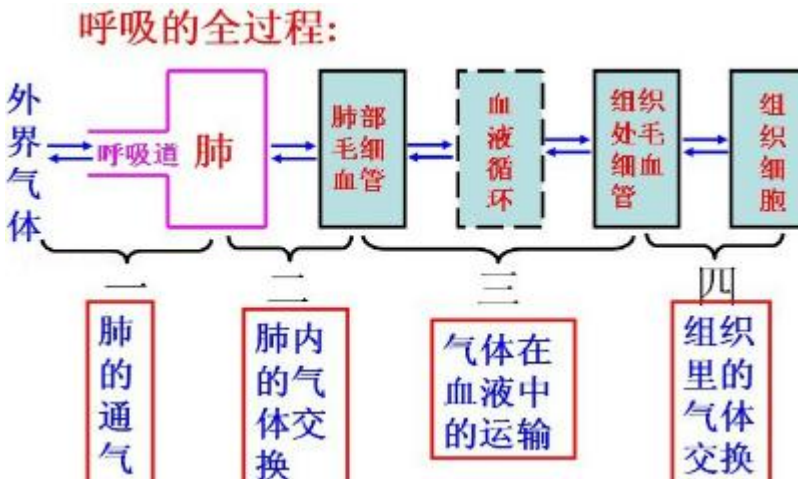 呼吸的全过程:
外界气体
呼吸道
肺
肺部
毛细
血管
血液循环
组织
处毛
细血
管
组织细胞
一
二
三
四
肺的通气
肺内
的气
体交
换
气体在
血液中
的运输
组织
里的
气体
交换